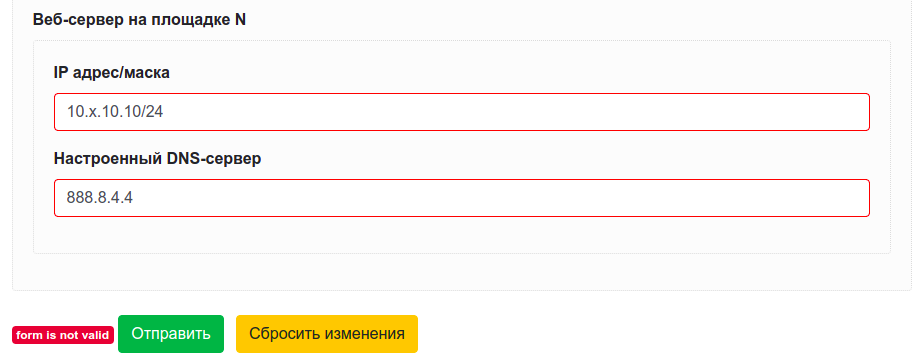 Веб-сервер на площадке N
IP адрес/маска
10.x.10.10/24
Настроенный DNS-сервер
888.8.4.4
form is not valid Отправить Сбросить изменения